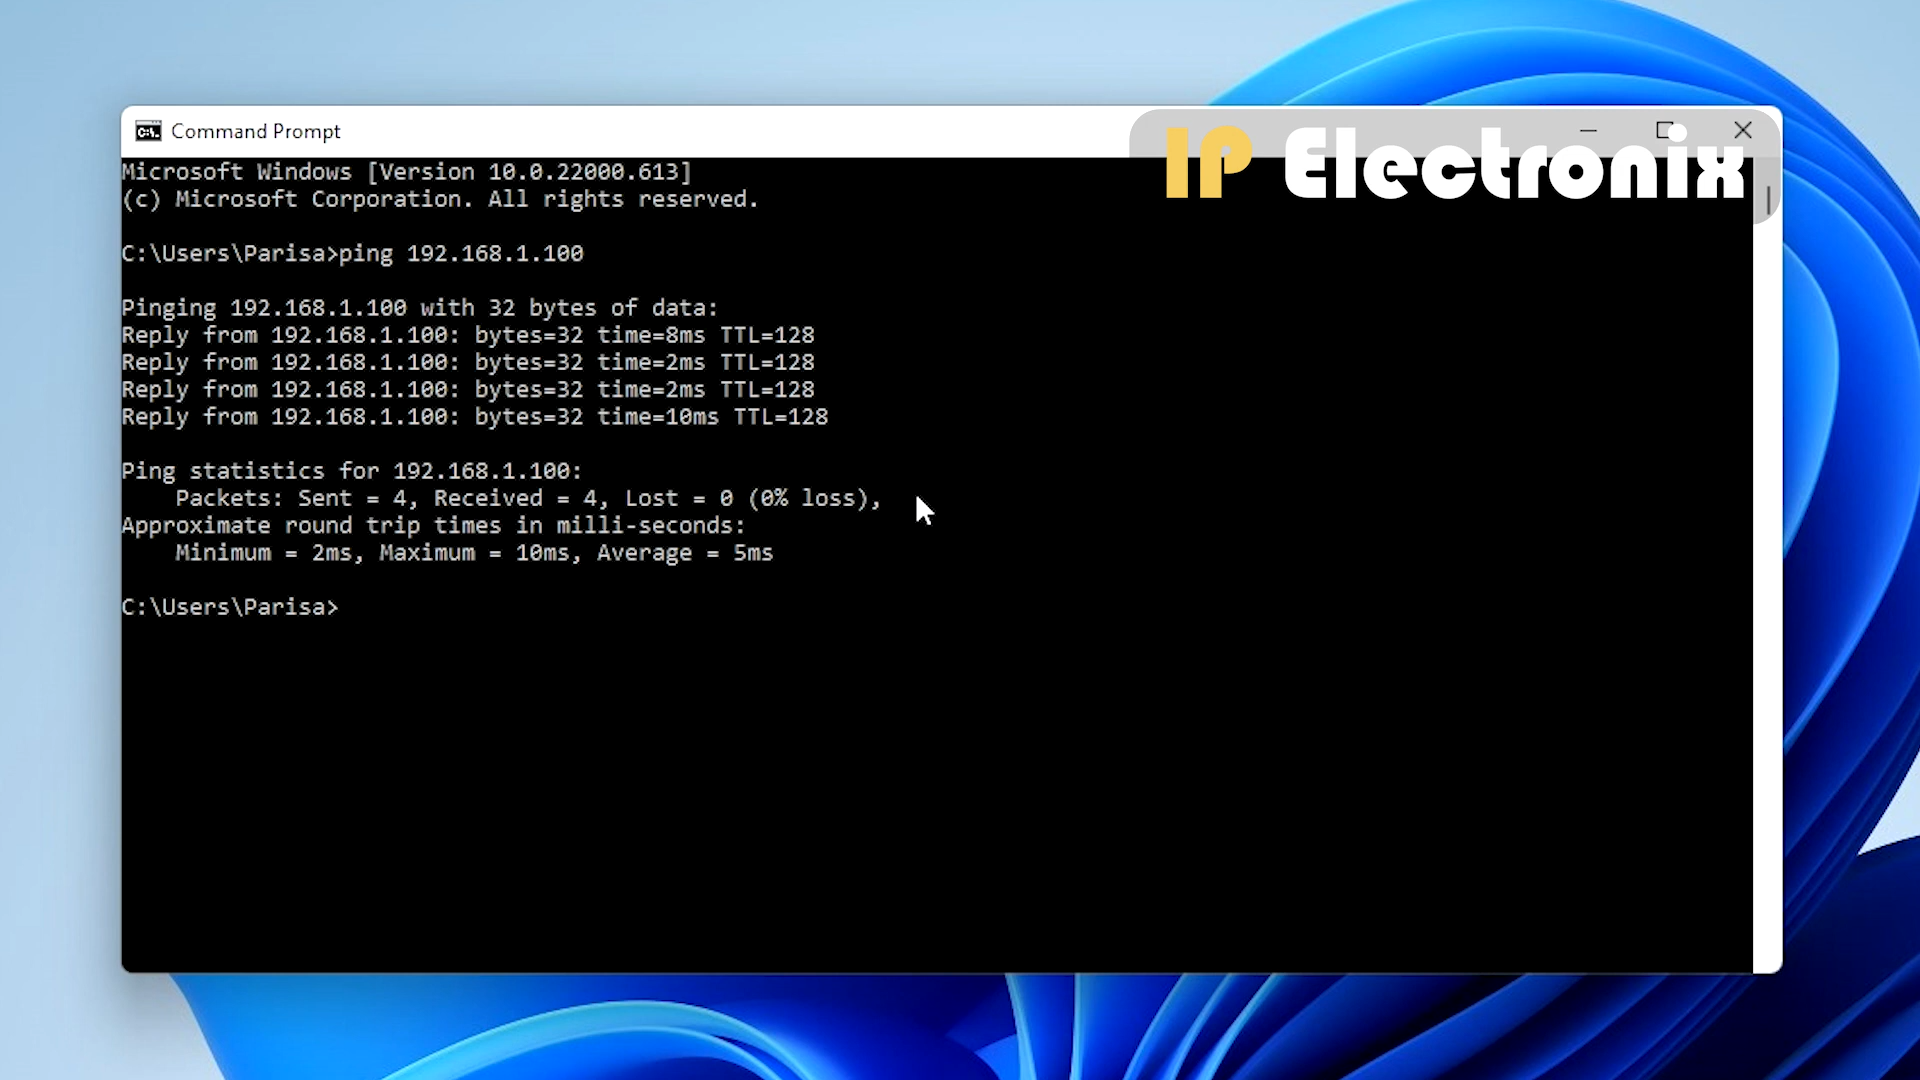 Command Prompt
IP Electronix
Microsoft Windows [Version 10.0.22000.613]
(c) Microsoft Corporation. All rights reserved.
C:\Users\Parisa>ping 192.168.1.100
Pinging 192.168.1.100 with 32 bytes of data:
Reply from 192.168.1.100: bytes=32 time=8ms TTL=128
Reply from 192.168.1.100: bytes=32 time=2ms TTL=128
Reply from 192.168.1.100: bytes=32 time=2ms TTL=128
Reply from 192.168.1.100: bytes=32 time=10ms TTL=128
Ping statistics for 192.168.1.100:
    Packets: Sent = 4, Received = 4, Lost = 0 (0% loss),
Approximate round trip times in milli-seconds:
    Minimum = 2ms, Maximum = 10ms, Average = 5ms
C:\Users\Parisa>